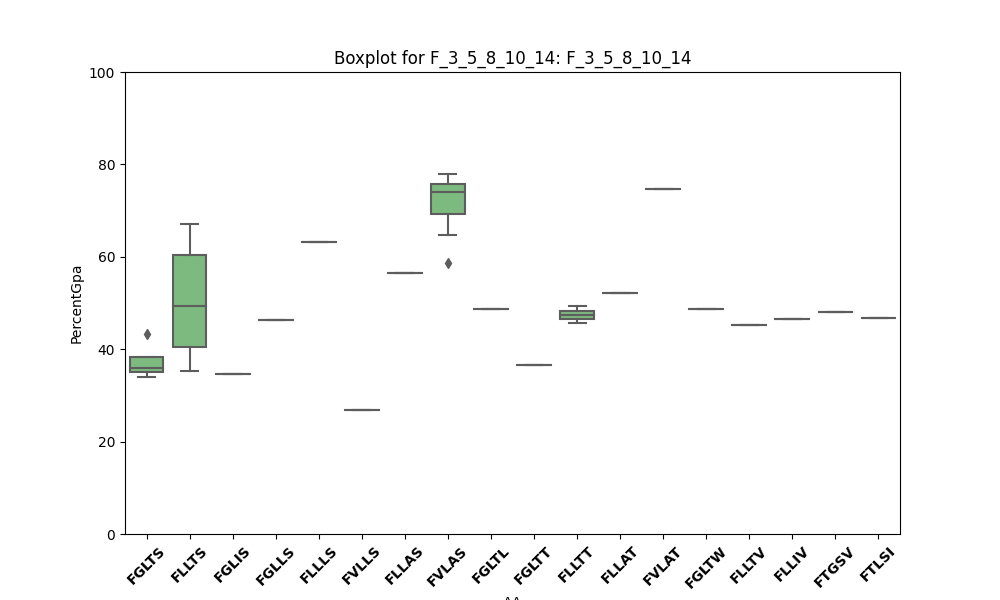 Boxplot for F_3_5_8_10_14: F_3_5_8_10_14
PercentGpa
100
80
60
40
20
0
FGLTS
FLLTS
FGLIS
FGLLS
FLLLS
FVLLS
FLLAS
FVLAS
FGLTL
FGLTT
FLLTT
FLLAT
FVLAT
FGLTW
FLLTV
FLLIV
FTGSV
FTLSI
AA